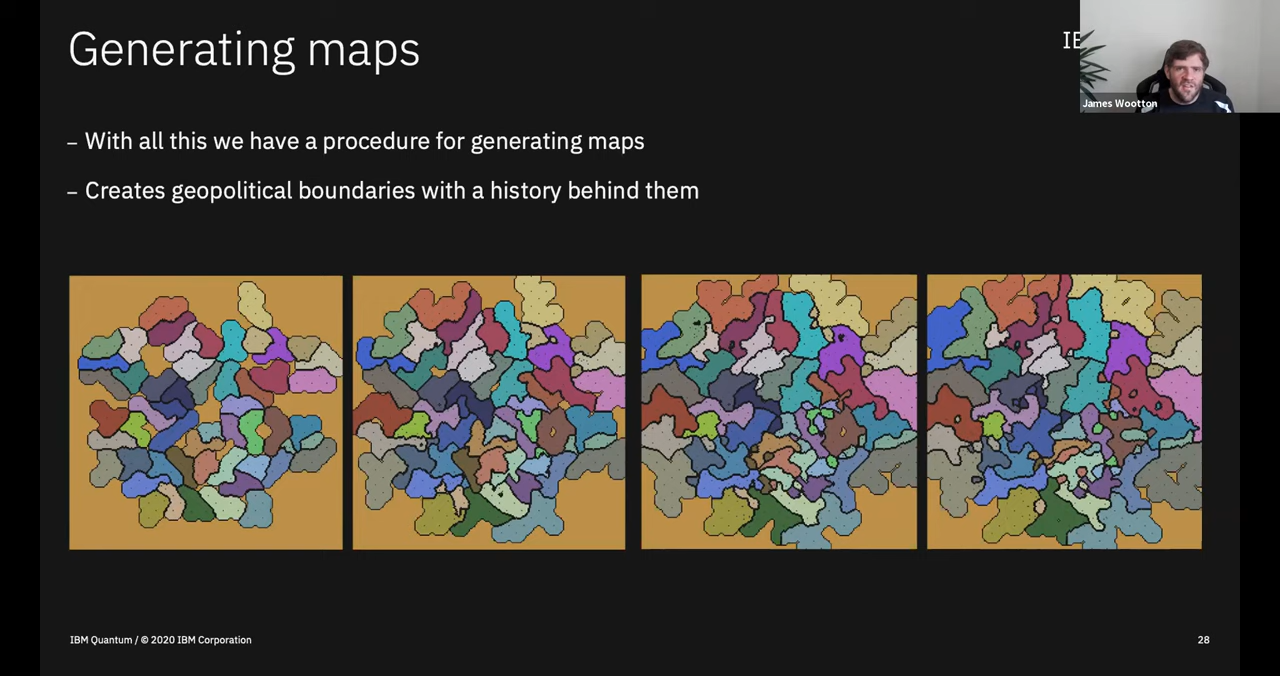 Generating maps
James Wootton
– With all this we have a procedure for generating maps
– Creates geopolitical boundaries with a history behind them
IBM Quantum / © 2020 IBM Corporation
28